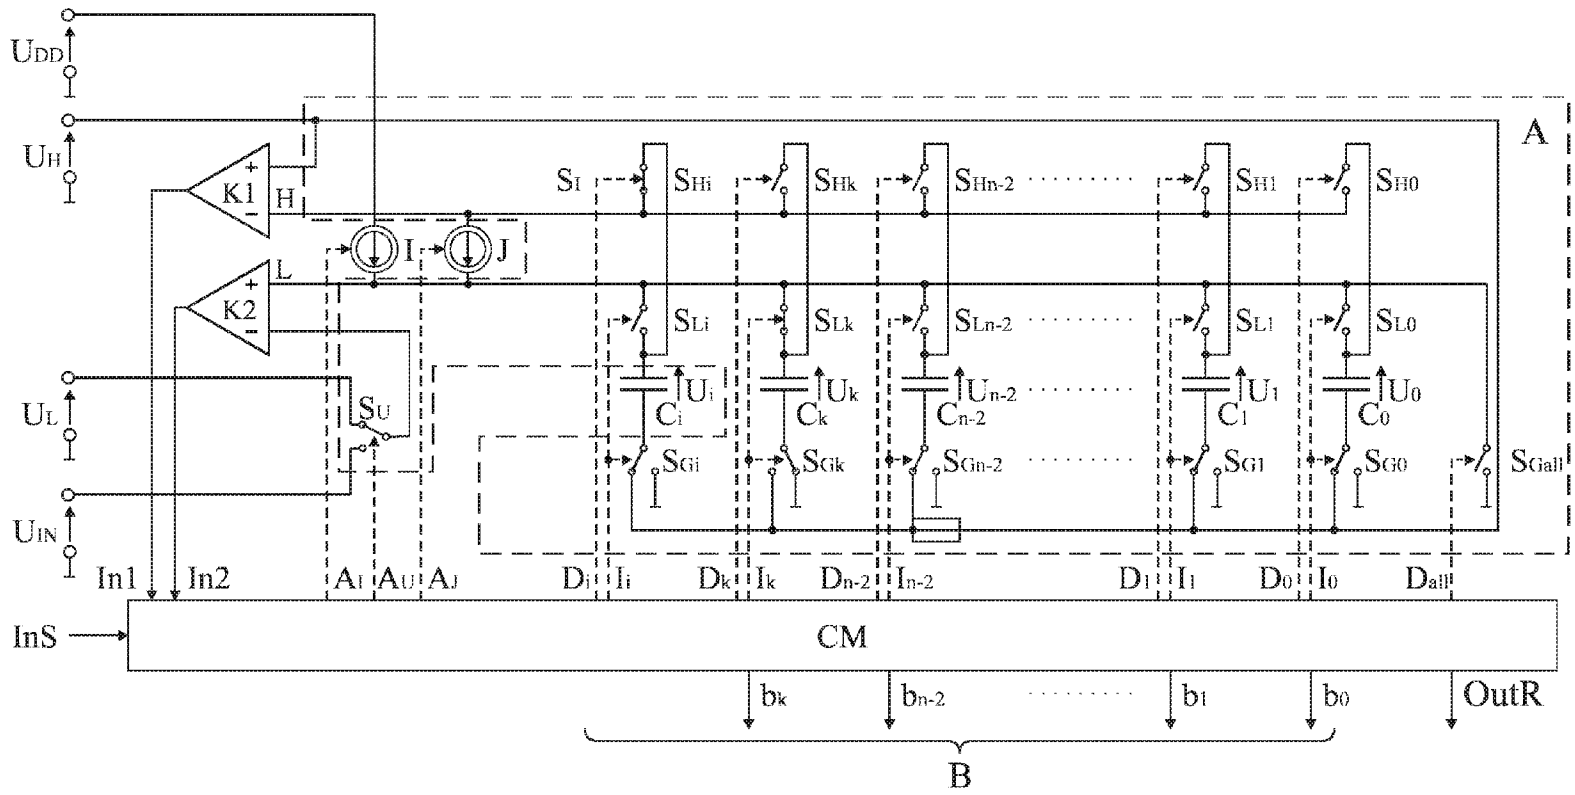 UDD
UH
A
K1
H
SI
SHi
SHk
SHn-2
SH1
SH0
I
J
L
K2
SLi
SLk
SLn-2
SL1
SL0
UL
SU
Ci
Ui
Ck
Uk
Cn-2
Un-2
C1
U1
C0
U0
SGi
SGk
SGn-2
SG1
SG0
SGall
UIN
In1
In2
AI
AU
AJ
Di
Ii
Dk
Ik
Dn-2
In-2
D1
I1
D0
I0
Dall
InS
CM
bk
bn-2
b1
b0
OutR
B